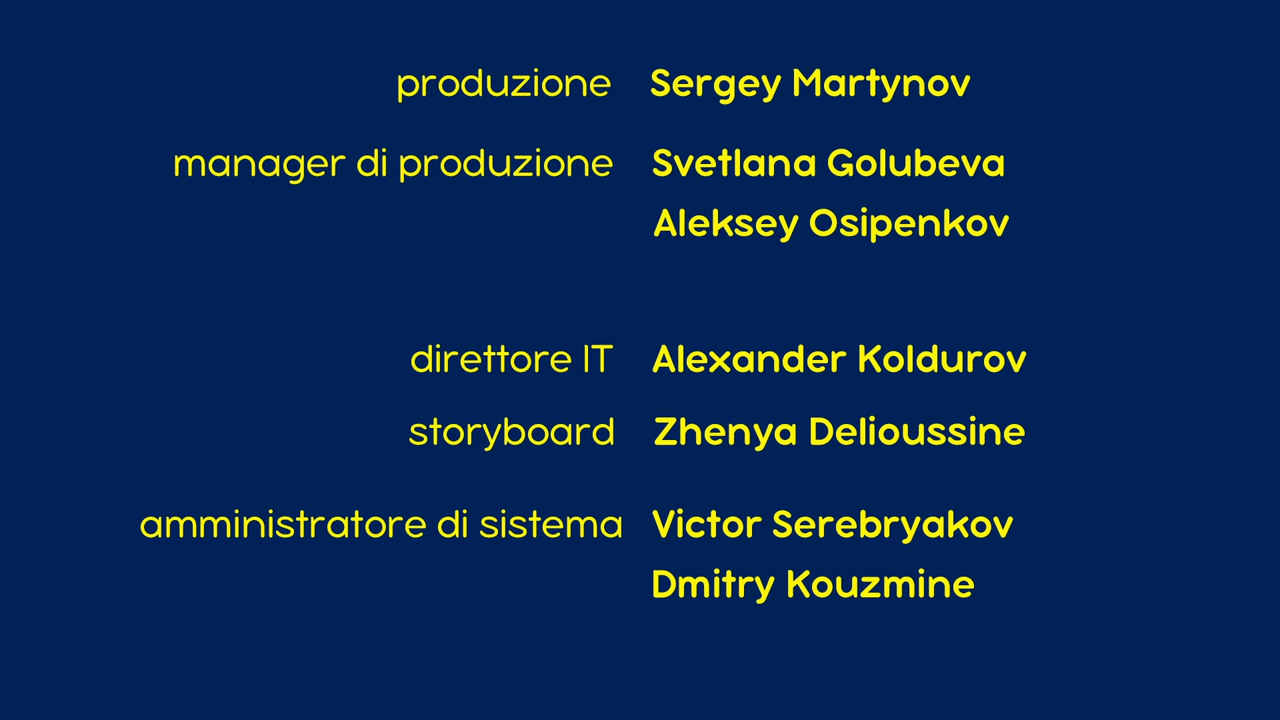 produzione Sergey Martynov
manager di produzione Svetlana Golubeva
Aleksey Osipenkov
direttore IT Alexander Koldurov
storyboard Zhenya Delioussine
amministratore di sistema Victor Serebryakov
Dmitry Kouzmine